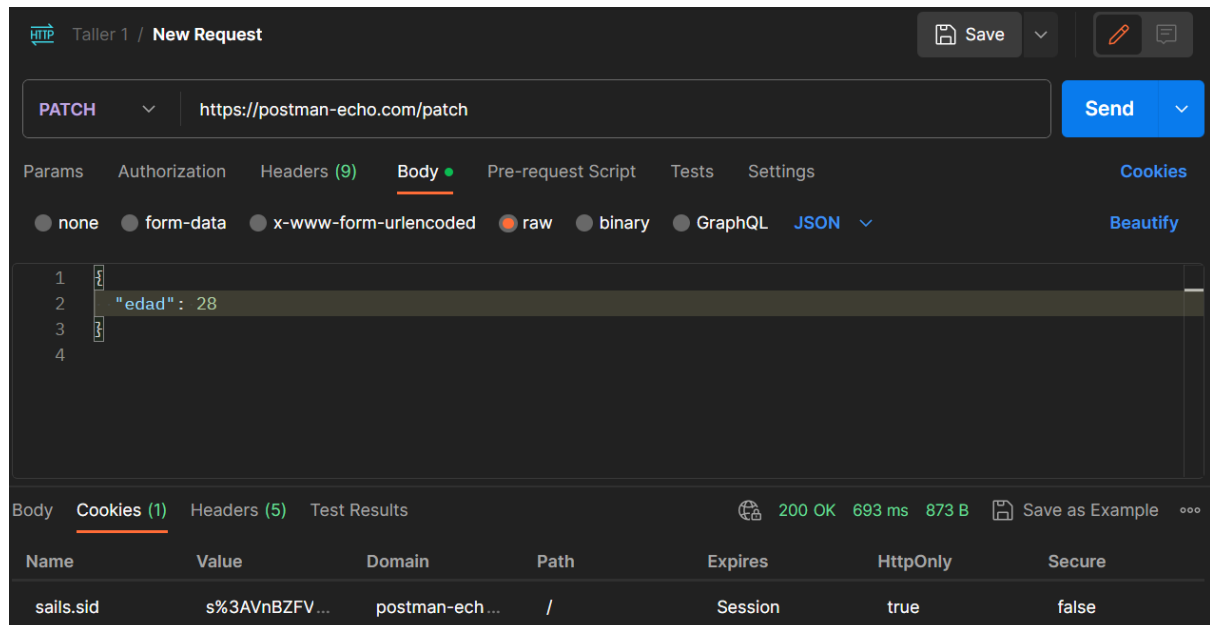 HTTP Taller 1 / New Request Save
PATCH https://postman-echo.com/patch Send
Params Authorization Headers (9) Body Pre-request Script Tests Settings Cookies
none form-data x-www-form-urlencoded raw binary GraphQL JSON Beautify
1 {
2 "edad": 28
3 }
4
Body Cookies (1) Headers (5) Test Results 200 OK 693 ms 873 B Save as Example
Name Value Domain Path Expires HttpOnly Secure
sails.sid s%3AVnBZFV... postman-ech... / Session true false